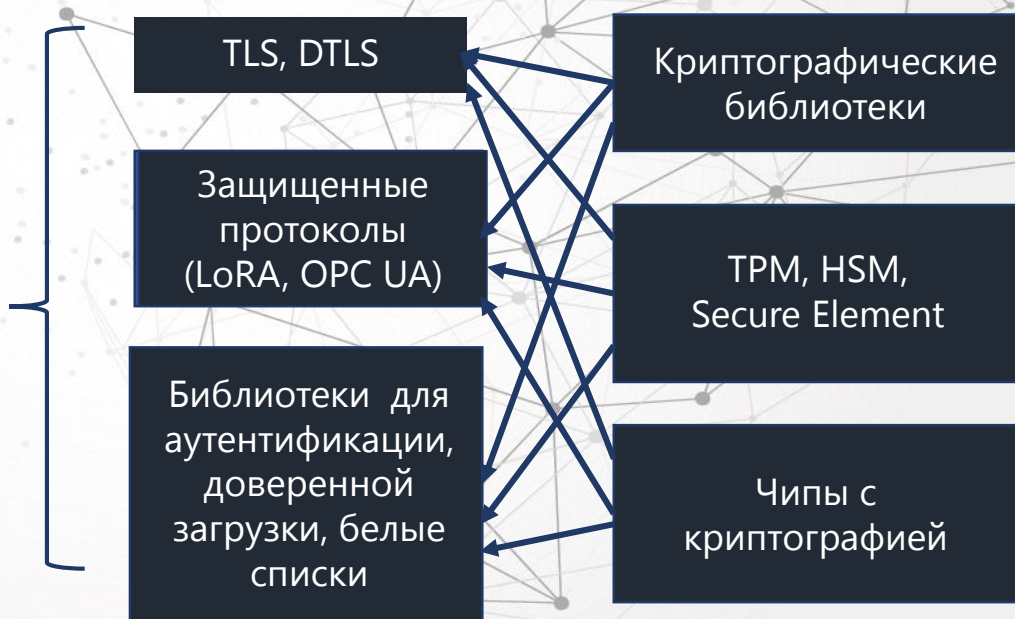 TLS, DTLS
Защищенные
протоколы
(LoRA, OPC UA)
Библиотеки для
аутентификации,
доверенной
загрузки, белые
списки
Криптографические
библиотеки
TPM, HSM,
Secure Element
Чипы с
криптографией